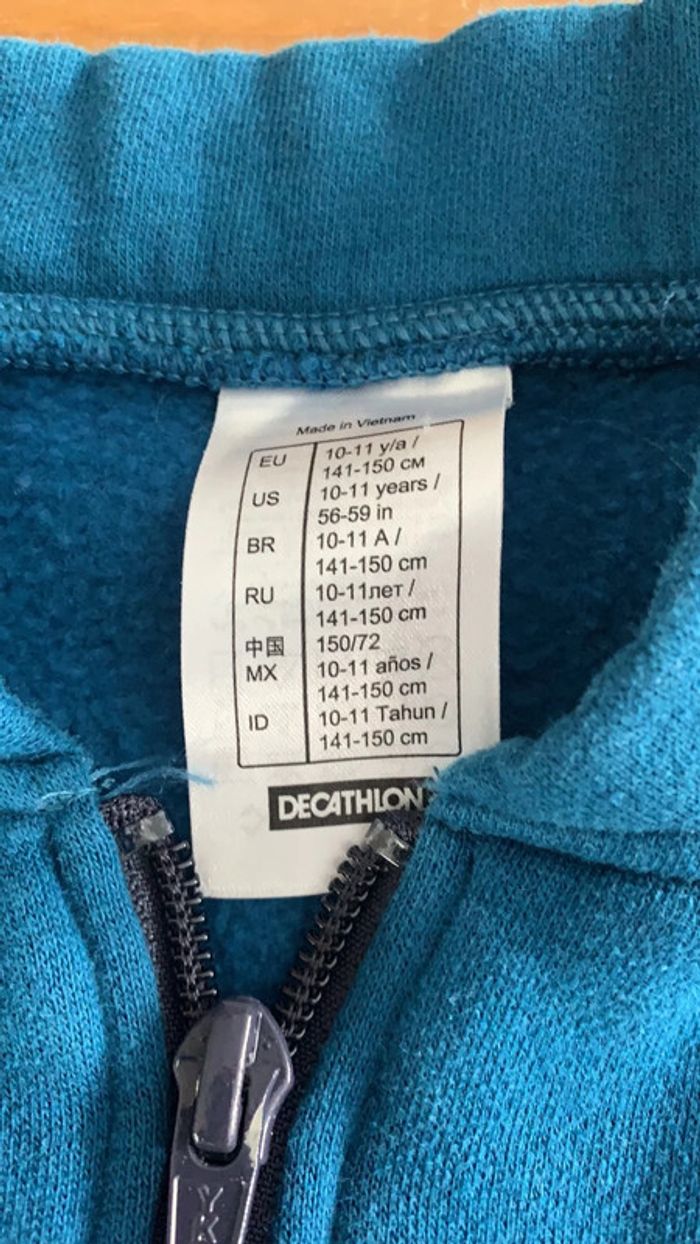 Made in Vietnam
EU 10-11 y/a /
141-150 см
US 10-11 years /
56-59 in
BR 10-11 A /
141-150 cm
RU 10-11лет /
141-150 cm
中国 150/72
MX 10-11 años /
141-150 cm
ID 10-11 Tahun /
141-150 cm
DECATHLON
YK